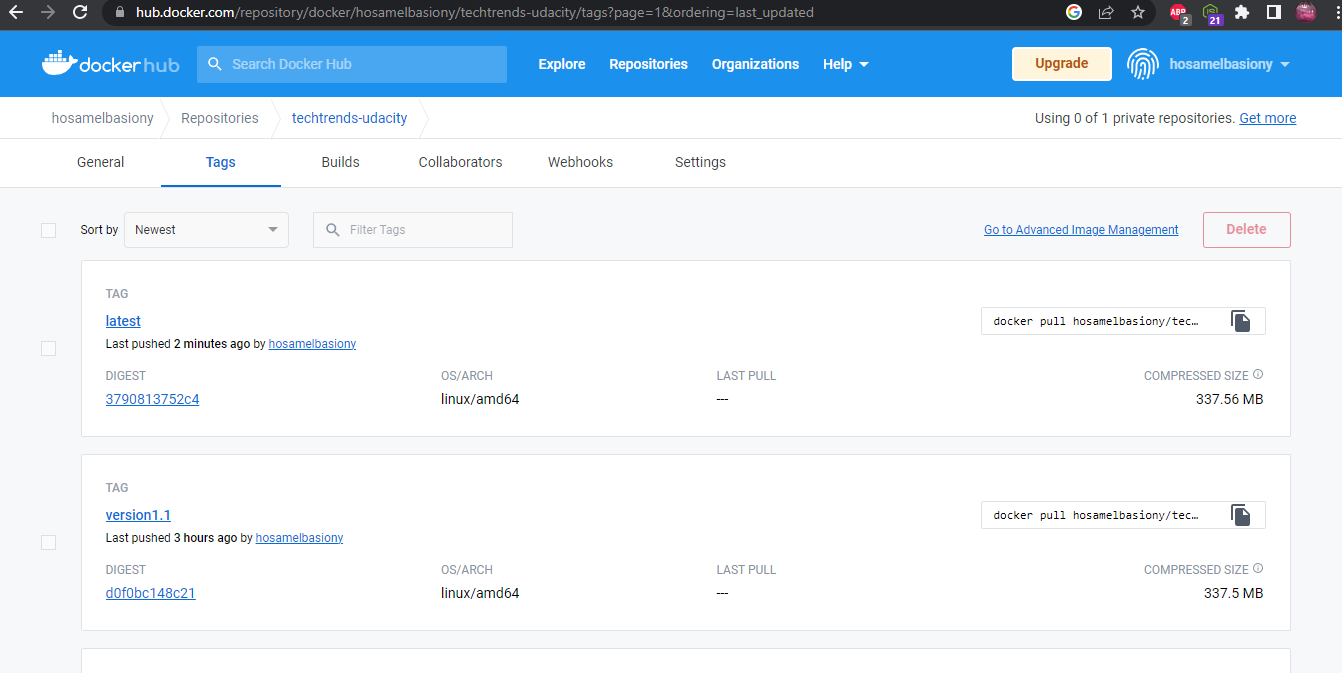 hub.docker.com/repository/docker/hosamelbasiony/techtrends-udacity/tags?page=1&ordering=last_updated
ABP 2 21
docker hub Search Docker Hub Explore Repositories Organizations Help Upgrade hosamelbasiony
hosamelbasiony Repositories techtrends-udacity Using 0 of 1 private repositories. Get more
General Tags Builds Collaborators Webhooks Settings
Sort by Newest Filter Tags Go to Advanced Image Management Delete
TAG
latest docker pull hosamelbasiony/tec…
Last pushed 2 minutes ago by hosamelbasiony
DIGEST OS/ARCH LAST PULL COMPRESSED SIZE
3790813752c4 linux/amd64 --- 337.56 MB
TAG
version1.1 docker pull hosamelbasiony/tec…
Last pushed 3 hours ago by hosamelbasiony
DIGEST OS/ARCH LAST PULL COMPRESSED SIZE
d0f0bc148c21 linux/amd64 --- 337.5 MB